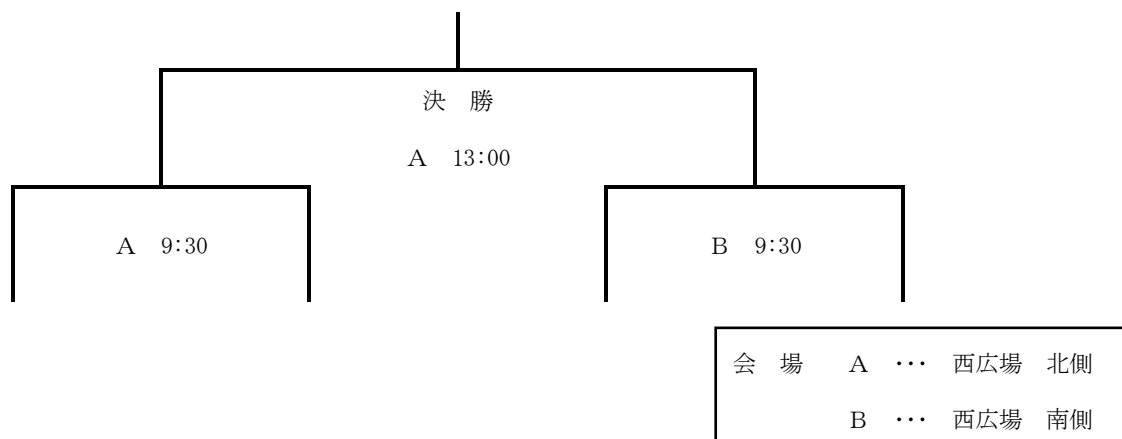 決　勝
A　13:00
A　9:30
B　9:30
会　場　A　･･･　西広場　北側
B　･･･　西広場　南側